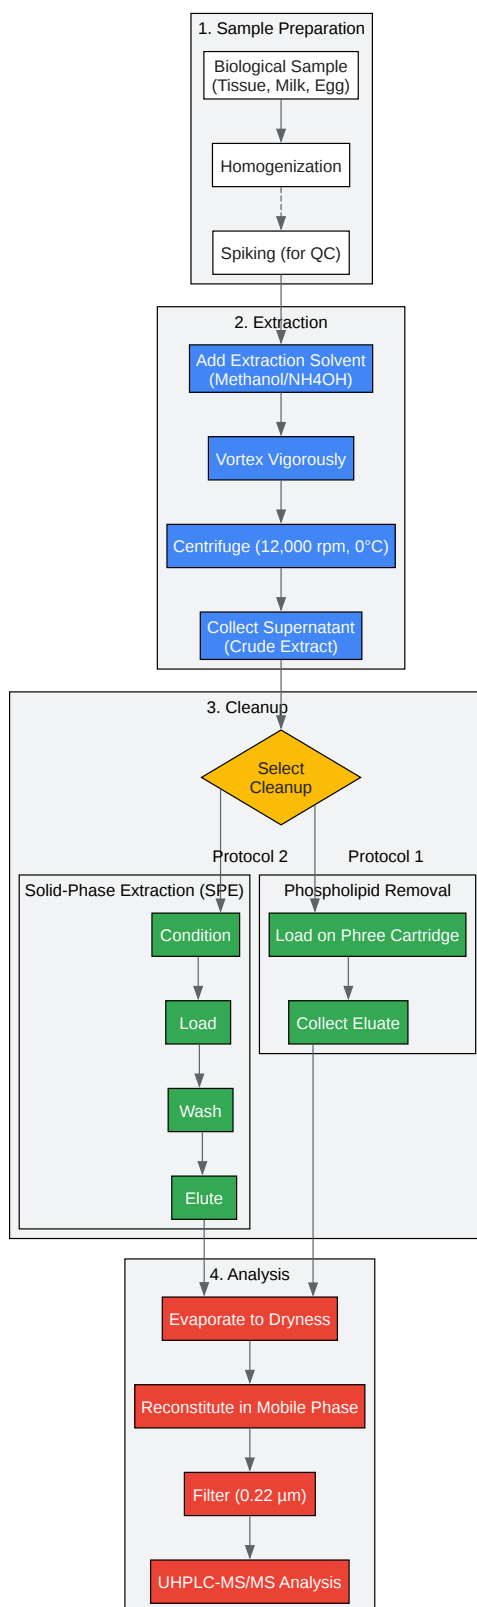 1. Sample Preparation
Biological Sample
(Tissue, Milk, Egg)
Homogenization
Spiking (for QC)
2. Extraction
Add Extraction Solvent
(Methanol/NH4OH)
Vortex Vigorously
Centrifuge (12,000 rpm, 0°C)
Collect Supernatant
(Crude Extract)
3. Cleanup
Select
Cleanup
Protocol 2
Protocol 1
Solid-Phase Extraction (SPE)
Condition
Load
Wash
Elute
Phospholipid Removal
Load on Phree Cartridge
Collect Eluate
4. Analysis
Evaporate to Dryness
Reconstitute in Mobile Phase
Filter (0.22 µm)
UHPLC-MS/MS Analysis